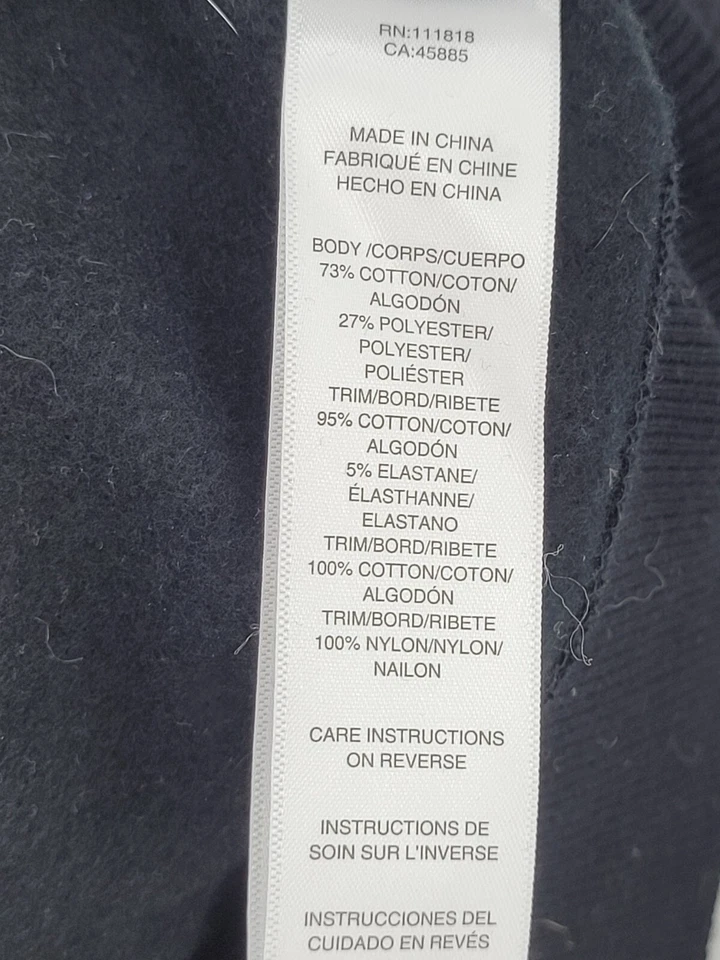 RN:111818
CA:45885
MADE IN CHINA
FABRIQUÉ EN CHINE
HECHO EN CHINA
BODY /CORPS/CUERPO
73% COTTON/COTON/
ALGODÓN
27% POLYESTER/
POLYESTER/
POLIÉSTER
TRIM/BORD/RIBETE
95% COTTON/COTON/
ALGODÓN
5% ELASTANE/
ÉLASTHANNE/
ELASTANO
TRIM/BORD/RIBETE
100% COTTON/COTON/
ALGODÓN
TRIM/BORD/RIBETE
100% NYLON/NYLON/
NAILON
CARE INSTRUCTIONS
ON REVERSE
INSTRUCTIONS DE
SOIN SUR L'INVERSE
INSTRUCCIONES DEL
CUIDADO EN REVÉS